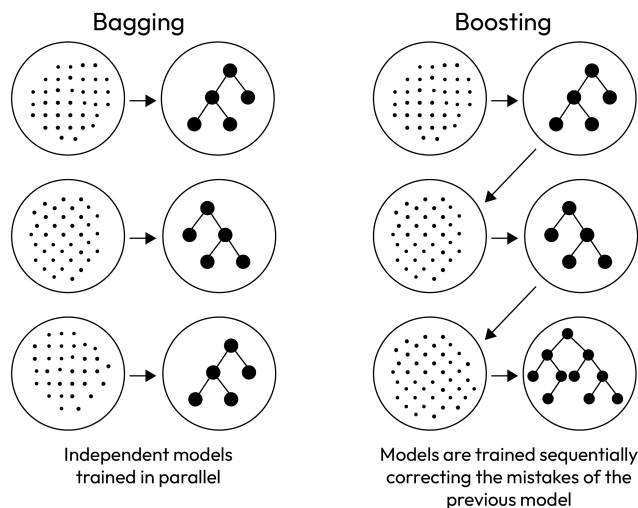 Bagging
Boosting
Independent models
trained in parallel
Models are trained sequentially
correcting the mistakes of the
previous model